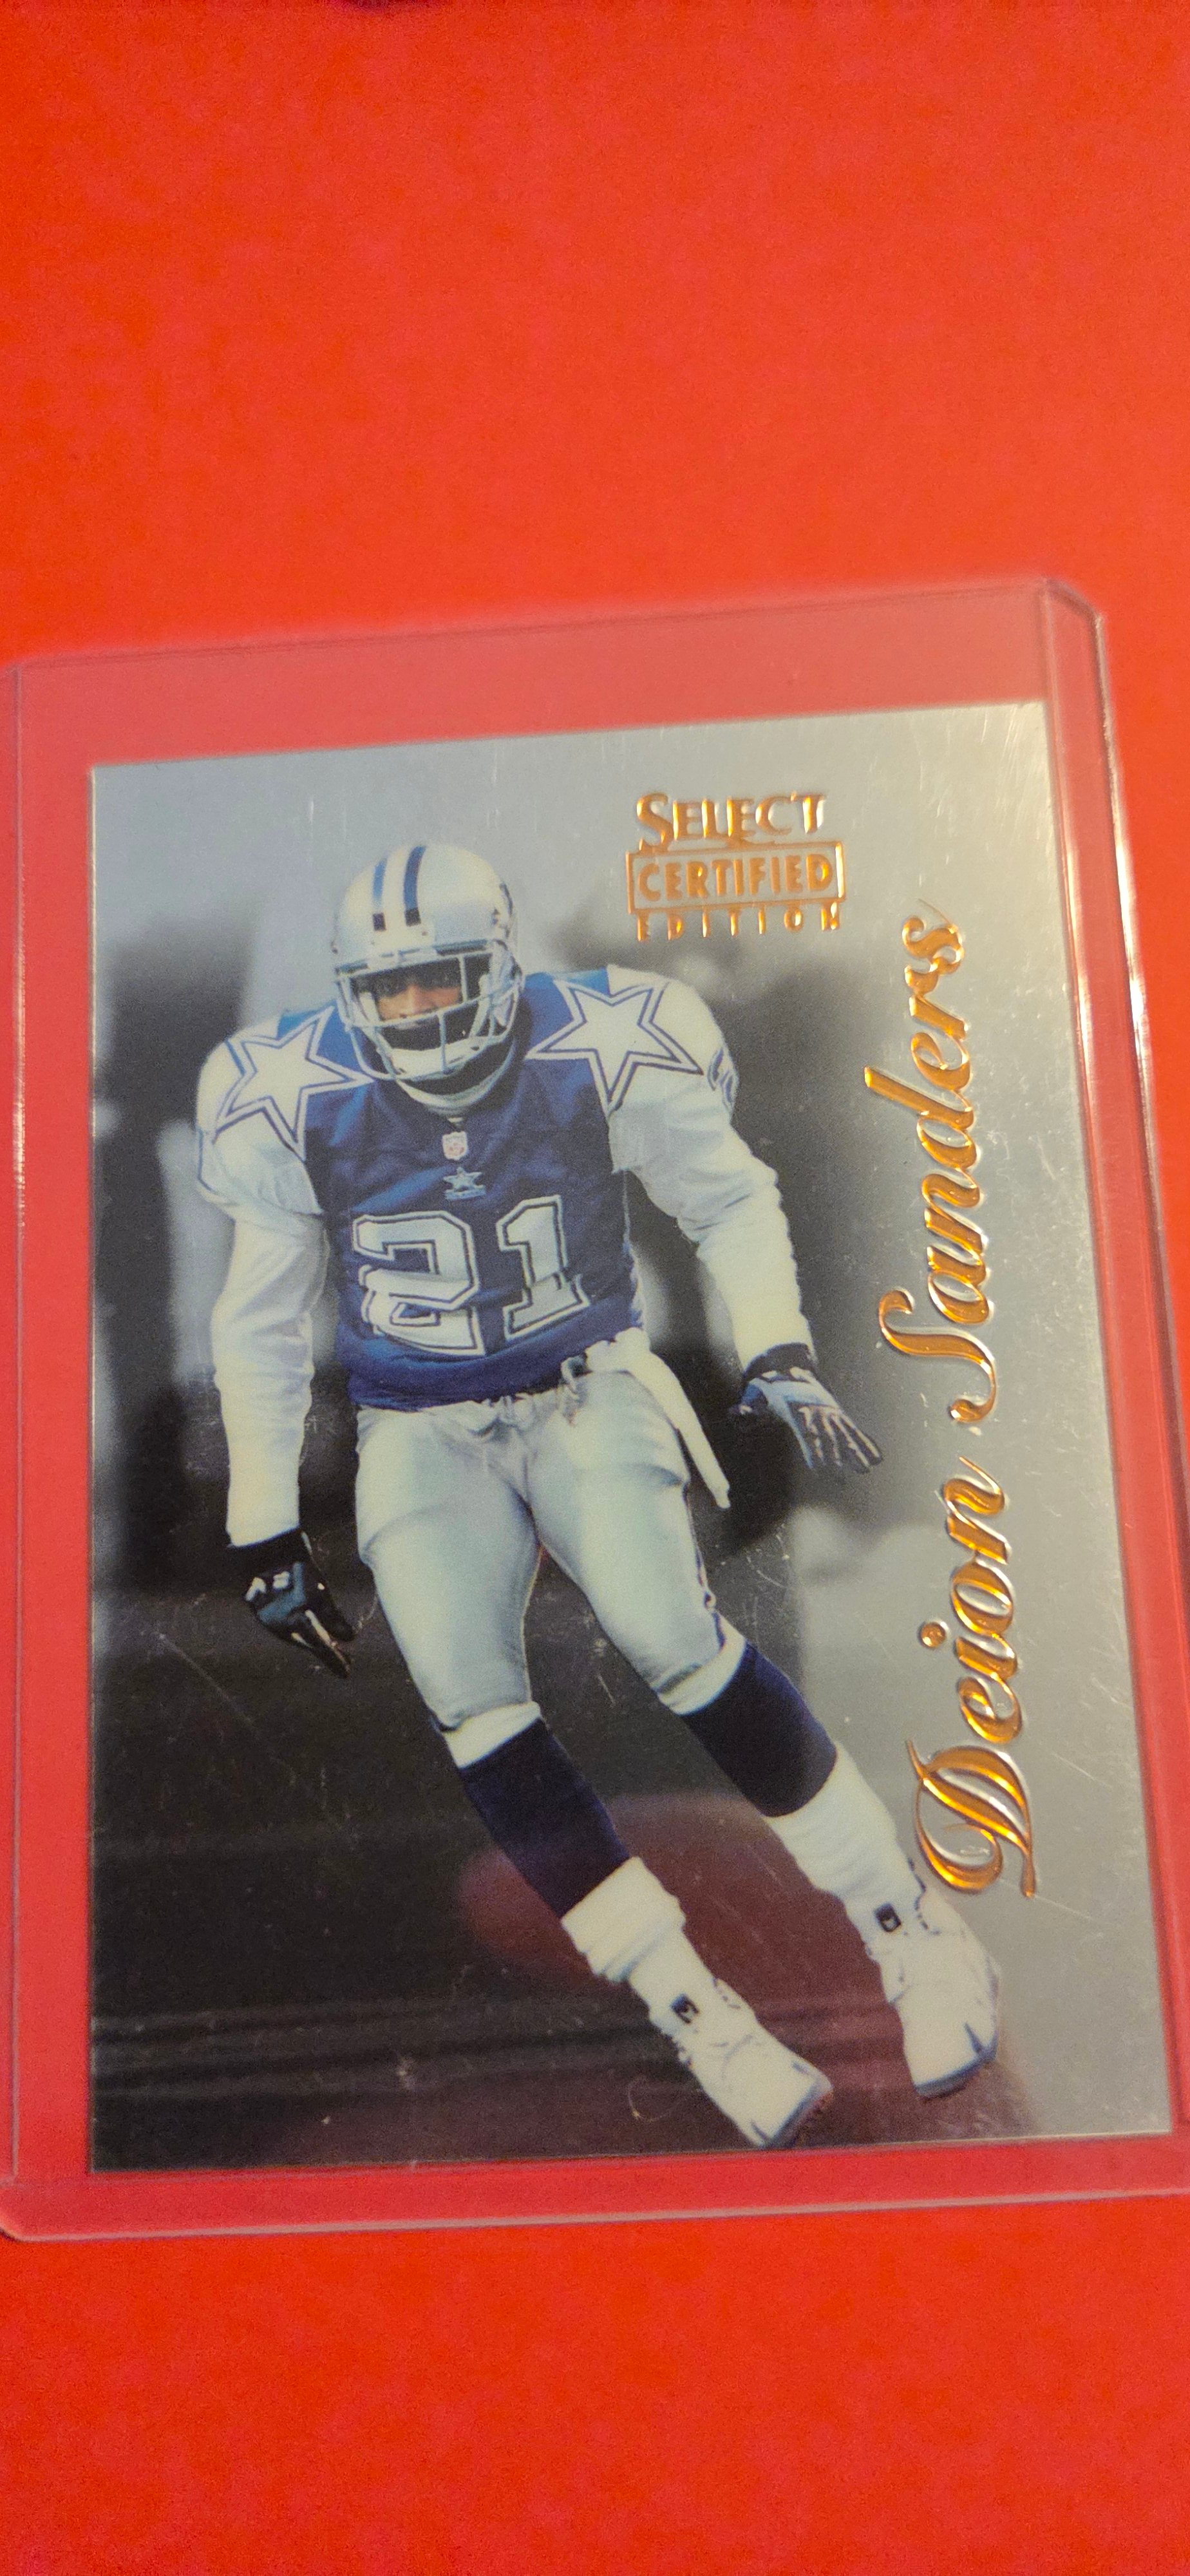 SELECT
CERTIFIED
EDITION
Deion Sanders
21